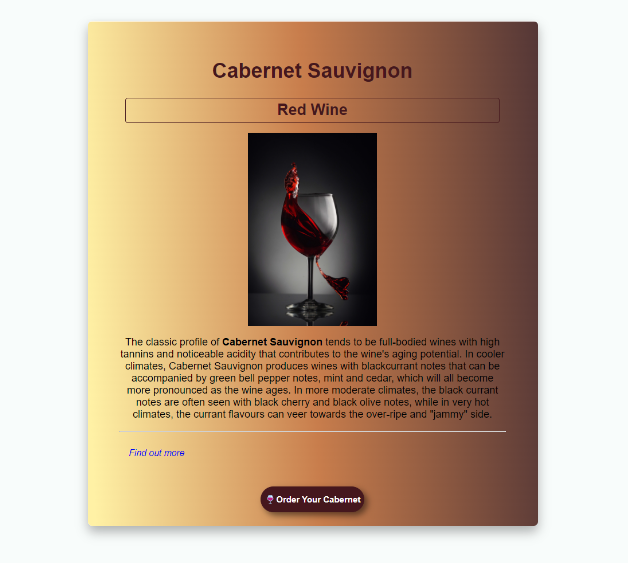 Cabernet Sauvignon
Red Wine
The classic profile of Cabernet Sauvignon tends to be full-bodied wines with high
tannins and noticeable acidity that contributes to the wine's aging potential. In cooler
climates, Cabernet Sauvignon produces wines with blackcurrant notes that can be
accompanied by green bell pepper notes, mint and cedar, which will all become
more pronounced as the wine ages. In more moderate climates, the black currant
notes are often seen with black cherry and black olive notes, while in very hot
climates, the currant flavours can veer towards the over-ripe and "jammy" side.
Find out more
🍷Order Your Cabernet